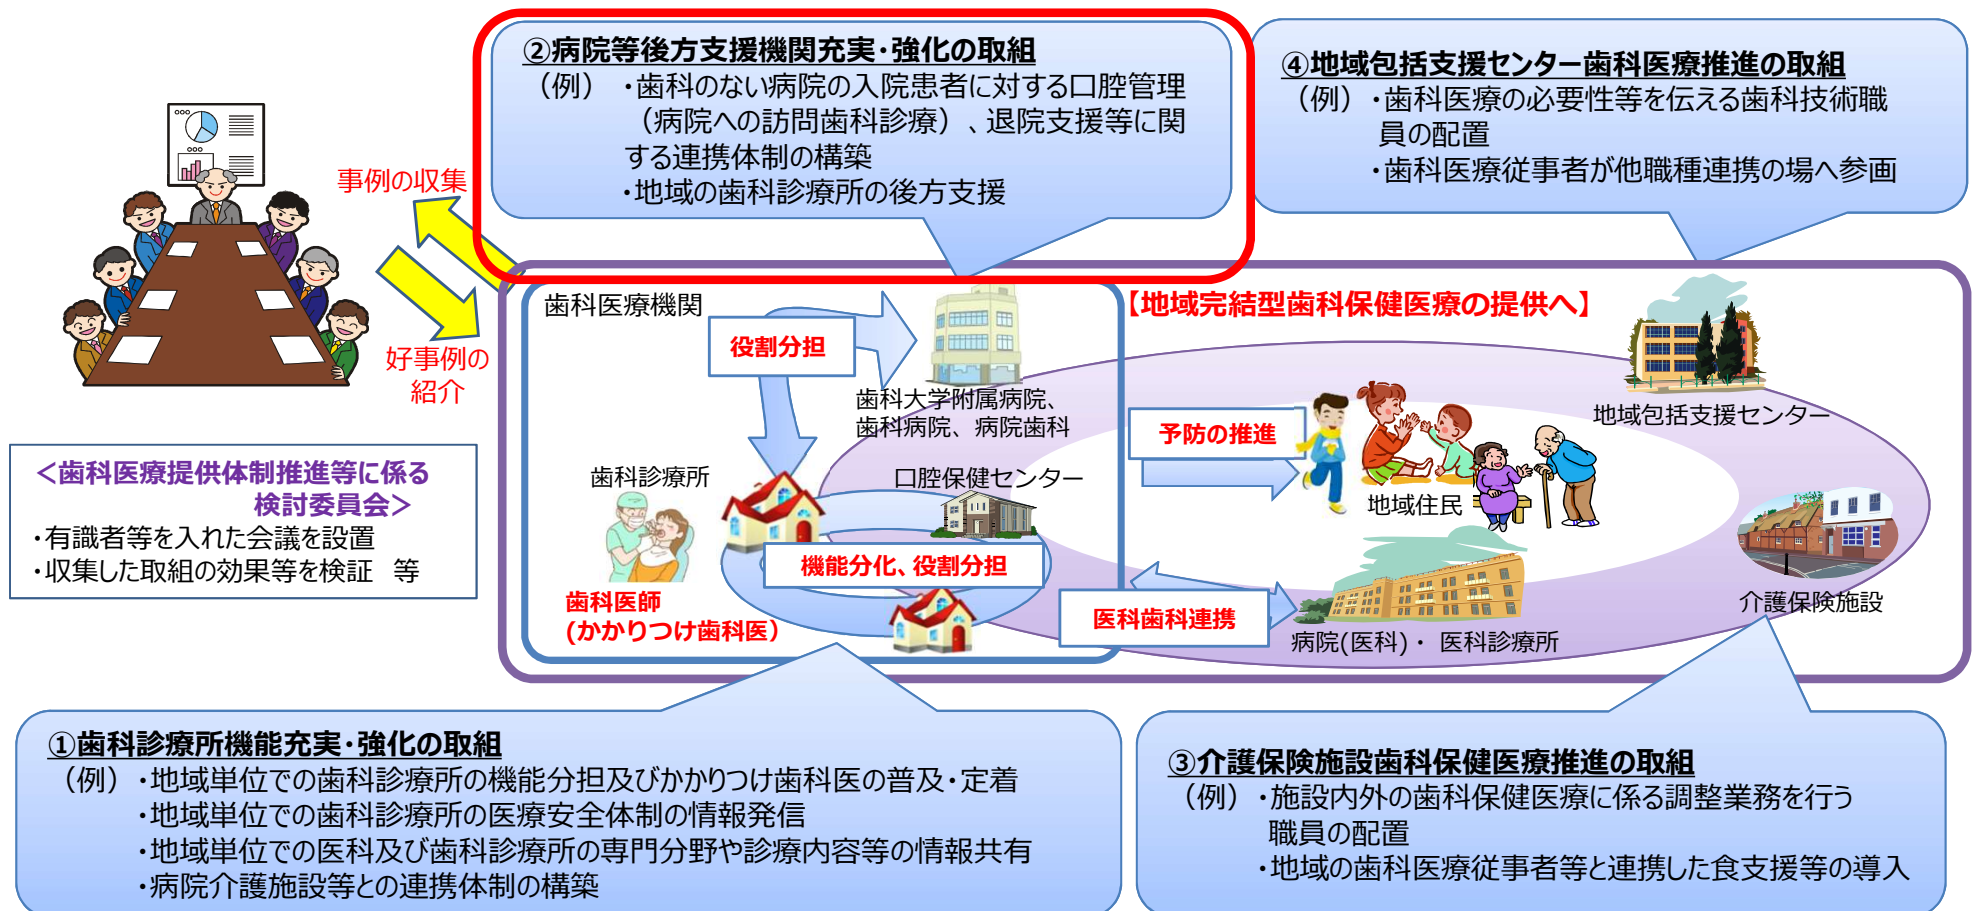 ②病院等後方支援機関充実・強化の取組
（例）・歯科のない病院の入院患者に対する口腔管理
（病院への訪問歯科診療）、退院支援等に関
する連携体制の構築
・地域の歯科診療所の後方支援
④地域包括支援センター歯科医療推進の取組
（例）・歯科医療の必要性等を伝える歯科技術職
員の配置
・歯科医療従事者が他職種連携の場へ参画
事例の収集
好事例の
紹介
＜歯科医療提供体制推進等に係る
検討委員会＞
・有識者等を入れた会議を設置
・収集した取組の効果等を検証　等
歯科医療機関
役割分担
歯科大学附属病院、
歯科病院、病院歯科
歯科診療所
口腔保健センター
機能分化、役割分担
歯科医師
(かかりつけ歯科医）
【地域完結型歯科保健医療の提供へ】
予防の推進
地域住民
地域包括支援センター
介護保険施設
医科歯科連携
病院(医科)・ 医科診療所
①歯科診療所機能充実・強化の取組
（例）・地域単位での歯科診療所の機能分担及びかかりつけ歯科医の普及・定着
・地域単位での歯科診療所の医療安全体制の情報発信
・地域単位での医科及び歯科診療所の専門分野や診療内容等の情報共有
・病院介護施設等との連携体制の構築
③介護保険施設歯科保健医療推進の取組
（例）・施設内外の歯科保健医療に係る調整業務を行う
職員の配置
・地域の歯科医療従事者等と連携した食支援等の導入